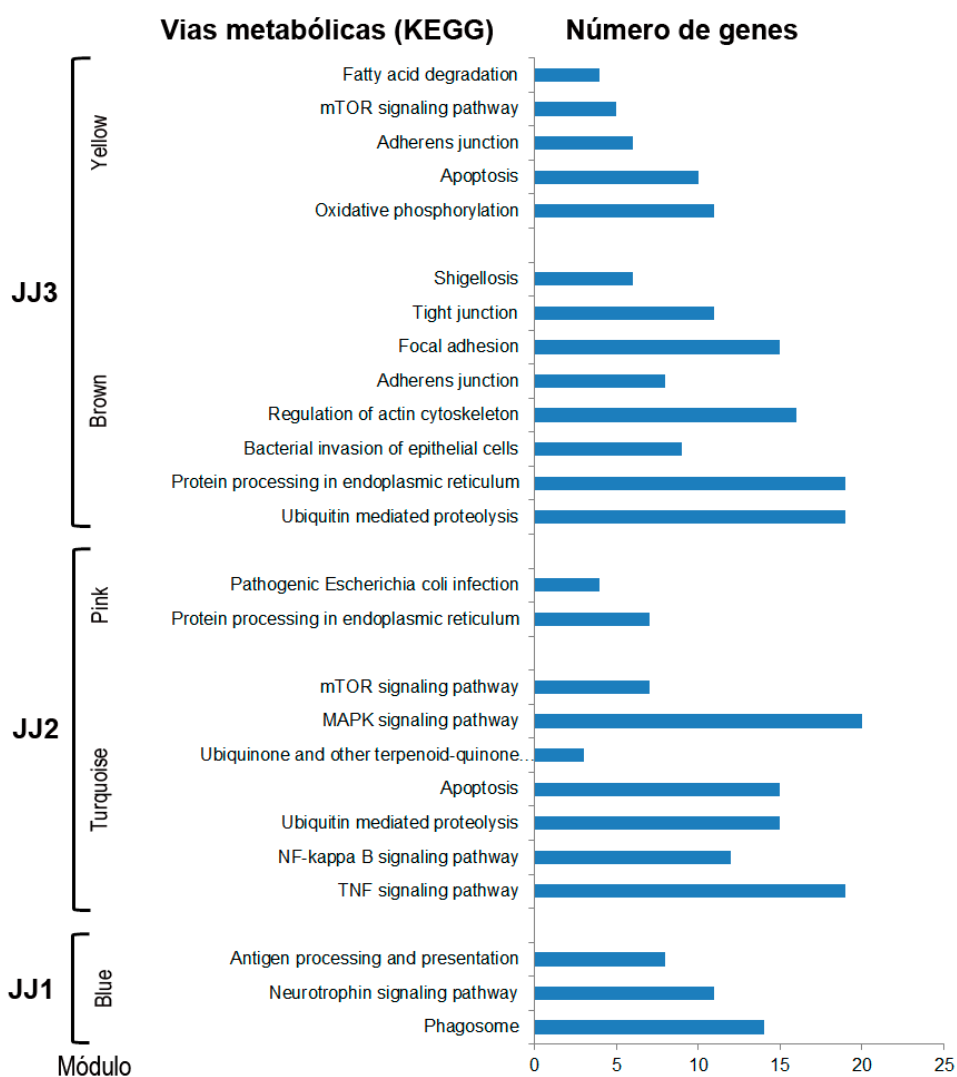 Vias metabólicas (KEGG)
Número de genes
JJ3
Yellow
Fatty acid degradation
mTOR signaling pathway
Adherens junction
Apoptosis
Oxidative phosphorylation
Brown
Shigellosis
Tight junction
Focal adhesion
Adherens junction
Regulation of actin cytoskeleton
Bacterial invasion of epithelial cells
Protein processing in endoplasmic reticulum
Ubiquitin mediated proteolysis
JJ2
Pink
Pathogenic Escherichia coli infection
Protein processing in endoplasmic reticulum
Turquoise
mTOR signaling pathway
MAPK signaling pathway
Ubiquinone and other terpenoid-quinone...
Apoptosis
Ubiquitin mediated proteolysis
NF-kappa B signaling pathway
TNF signaling pathway
JJ1
Blue
Antigen processing and presentation
Neurotrophin signaling pathway
Phagosome
Módulo
0 5 10 15 20 25